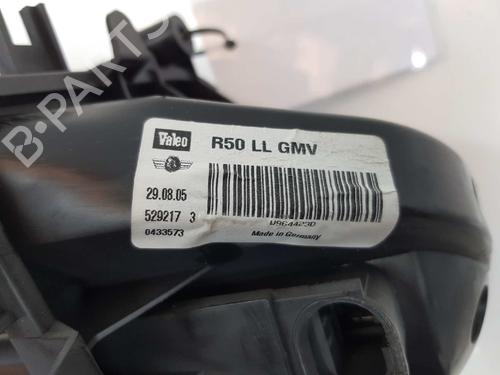 B-PARTS
Valeo
R50 LL GMV
29.08.05
529217 3
0433573
Made in Germany